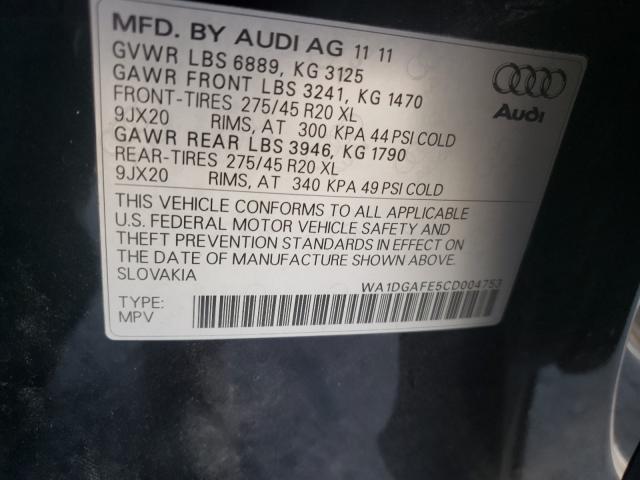 MFD. BY AUDI AG 11 11
GVWR LBS 6889, KG 3125
GAWR FRONT LBS 3241, KG 1470
FRONT-TIRES 275/45 R20 XL
9JX20 RIMS, AT 300 KPA 44 PSI COLD
GAWR REAR LBS 3946, KG 1790
REAR-TIRES 275/45 R20 XL
9JX20 RIMS, AT 340 KPA 49 PSI COLD
Audi
THIS VEHICLE CONFORMS TO ALL APPLICABLE
U.S. FEDERAL MOTOR VEHICLE SAFETY AND
THEFT PREVENTION STANDARDS IN EFFECT ON
THE DATE OF MANUFACTURE SHOWN ABOVE.
SLOVAKIA
WA1DGAFE5CD004753
TYPE:
MPV